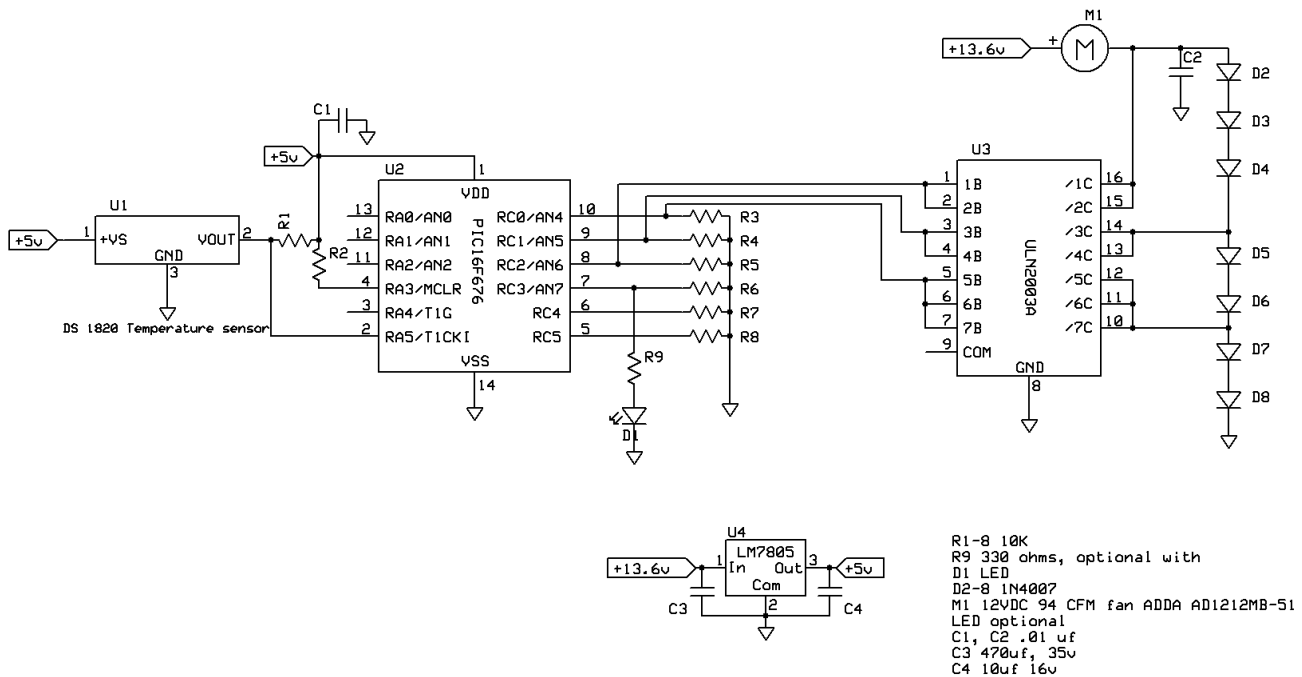 M1
+13.6v
+
M
C2
D2
D3
D4
C1
+5v
U2
1
VDD
U3
U1
R1
13 RA0/AN0 RC0/AN4 10 R3
1 1B /1C 16
+5v 1 +VS VOUT 2
12 RA1/AN1 RC1/AN5 9 R4
2 2B /2C 15
GND
3
R2
11 RA2/AN2 RC2/AN6 8 R5
3 3B /3C 14
4 4B /4C 13
D5
4 RA3/MCLR RC3/AN7 7 R6
5 5B /5C 12
3 RA4/T1G RC4 6 R7
6 6B /6C 11
D6
DS 1820 Temperature sensor
2 RA5/T1CKI RC5 5 R8
7 7B /7C 10
PIC16F676
ULN2003A
9 COM
D7
VSS
14
R9
GND
8
D8
D1
U4
LM7805
+13.6v 1 In Out 3 +5v
Com
2
C3
C4
R1-8 10K
R9 330 ohms, optional with
D1 LED
D2-8 1N4007
M1 12VDC 94 CFM fan ADDA AD1212MB-51
LED optional
C1, C2 .01 uf
C3 470uf, 35v
C4 10uf 16v